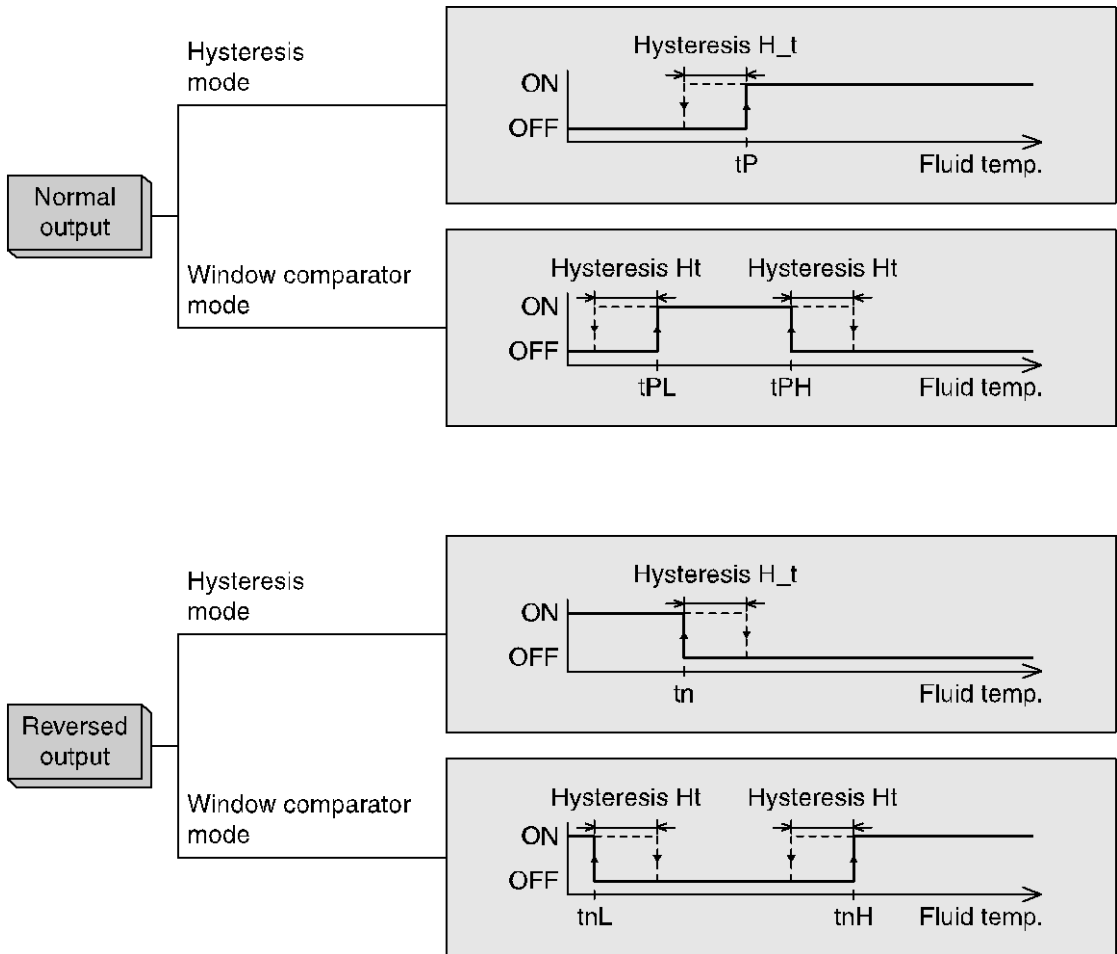 Normal
output
Hysteresis
mode
Hysteresis H_t
ON
OFF
tP
Fluid temp.
Window comparator
mode
Hysteresis Ht
Hysteresis Ht
ON
OFF
tPL
tPH
Fluid temp.
Reversed
output
Hysteresis
mode
Hysteresis H_t
ON
OFF
tn
Fluid temp.
Window comparator
mode
Hysteresis Ht
Hysteresis Ht
ON
OFF
tnL
tnH
Fluid temp.